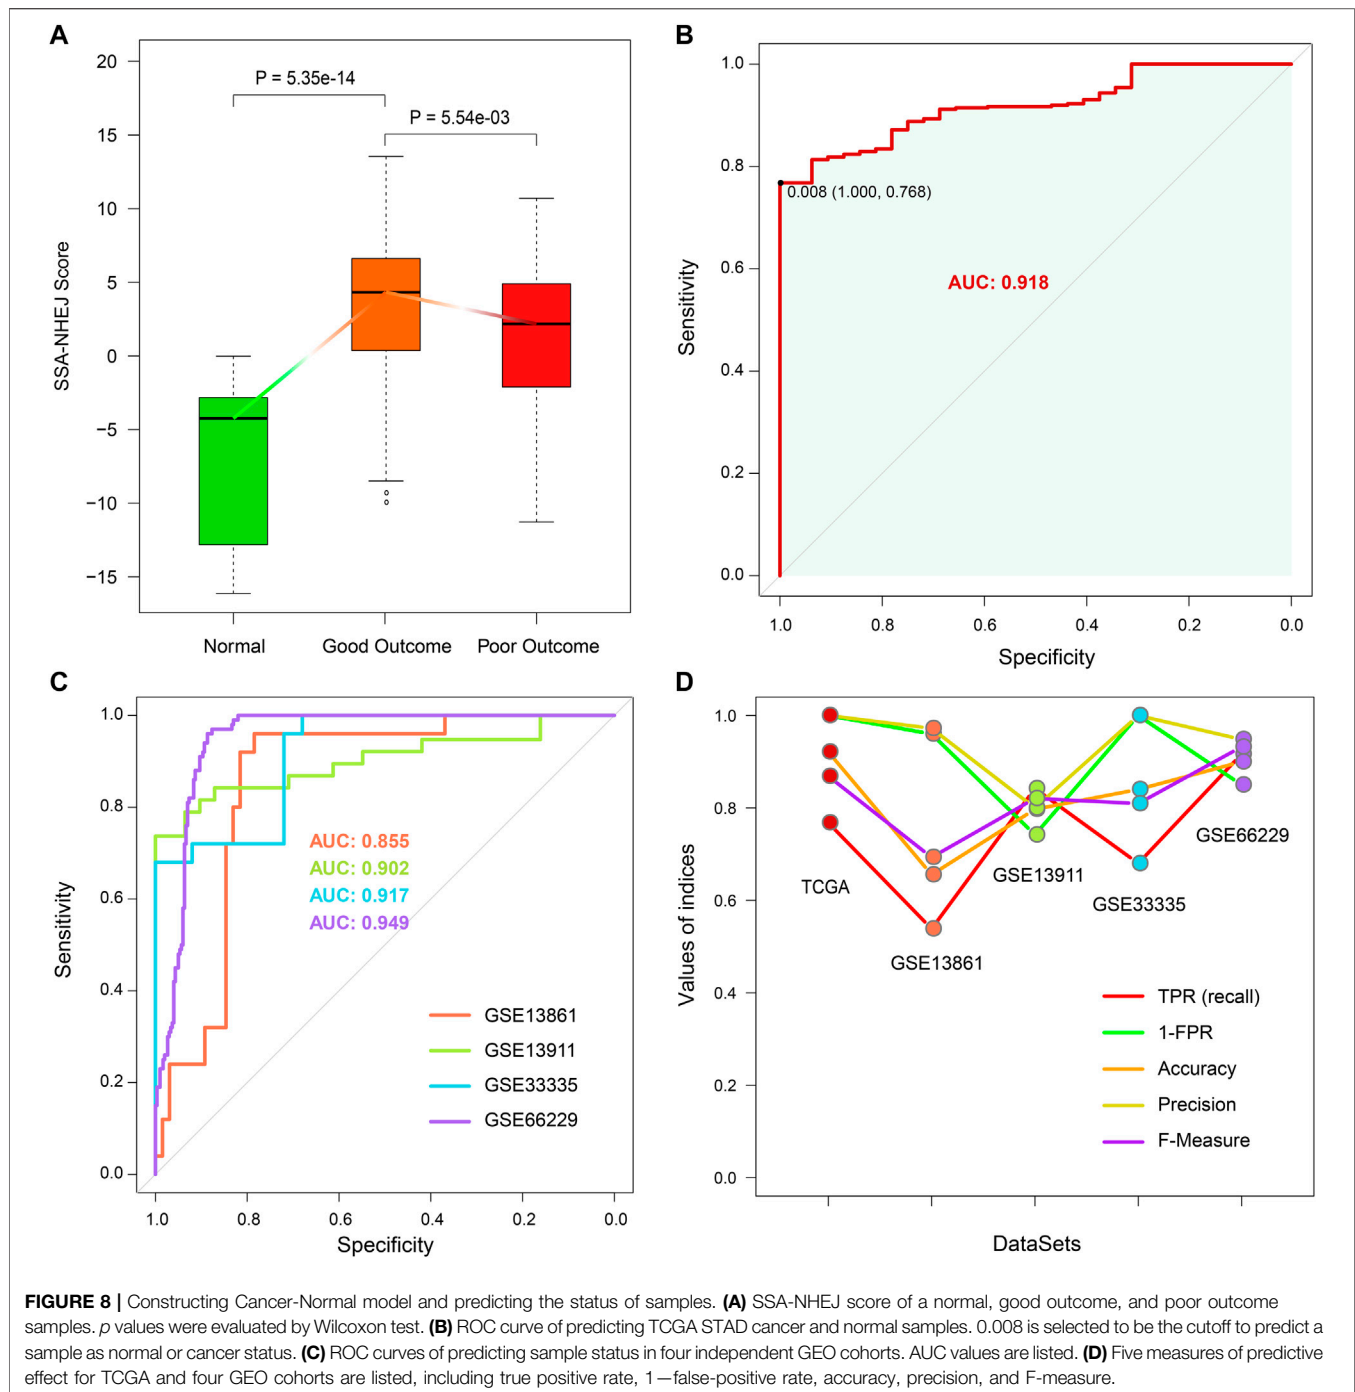 A
20
15
10
5
0
−5
−10
−15
SSA-NHEJ Score
P = 5.35e-14
P = 5.54e-03
Normal
Good Outcome
Poor Outcome
B
1.0
0.8
0.6
0.4
0.2
0.0
Sensitivity
0.008 (1.000, 0.768)
AUC: 0.918
1.0
0.8
0.6
0.4
0.2
0.0
Specificity
C
1.0
0.8
0.6
0.4
0.2
0.0
Sensitivity
AUC: 0.855
AUC: 0.902
AUC: 0.917
AUC: 0.949
GSE13861
GSE13911
GSE33335
GSE66229
1.0
0.8
0.6
0.4
0.2
0.0
Specificity
D
1.0
0.8
0.6
0.4
0.2
0.0
Values of indices
TCGA
GSE13861
GSE13911
GSE33335
GSE66229
TPR (recall)
1-FPR
Accuracy
Precision
F-Measure
DataSets
FIGURE 8 | Constructing Cancer-Normal model and predicting the status of samples. (A) SSA-NHEJ score of a normal, good outcome, and poor outcome
samples. p values were evaluated by Wilcoxon test. (B) ROC curve of predicting TCGA STAD cancer and normal samples. 0.008 is selected to be the cutoff to predict a
sample as normal or cancer status. (C) ROC curves of predicting sample status in four independent GEO cohorts. AUC values are listed. (D) Five measures of predictive
effect for TCGA and four GEO cohorts are listed, including true positive rate, 1—false-positive rate, accuracy, precision, and F-measure.